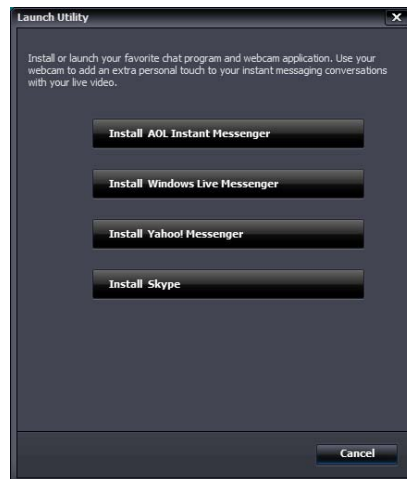 Launch Utility
Install or launch your favorite chat program and webcam application. Use your
webcam to add an extra personal touch to your instant messaging conversations
with your live video.
Install AOL Instant Messenger
Install Windows Live Messenger
Install Yahoo! Messenger
Install Skype
Cancel